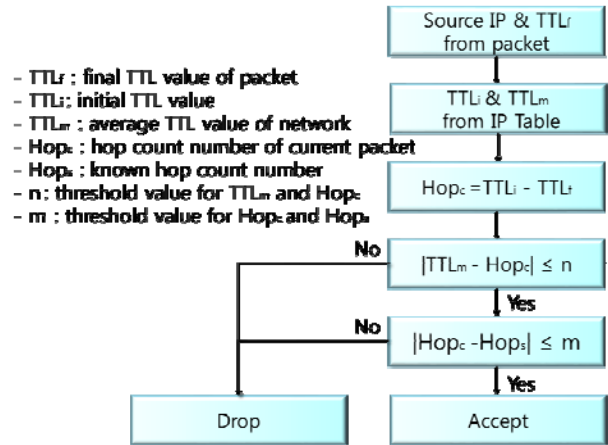 Source IP & TTLf
from packet
- TTLf : final TTL value of packet
- TTLi : initial TTL value
- TTLm : average TTL value of network
- Hopc : hop count number of current packet
- Hops : known hop count number
- n : threshold value for TTLm and Hopc
- m : threshold value for Hopc and Hops
TTLi & TTLm
from IP Table
Hopc =TTLi - TTLf
No
|TTLm - Hopc| ≤ n
Yes
No
|Hopc -Hops| ≤ m
Yes
Drop
Accept